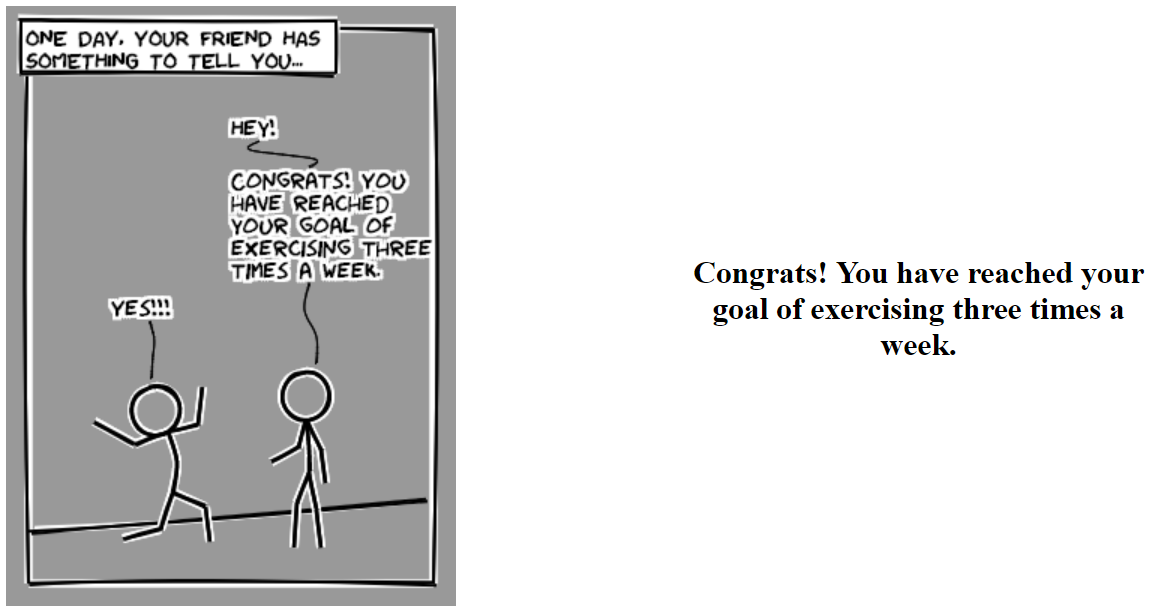 ONE DAY, YOUR FRIEND HAS
SOMETHING TO TELL YOU...
HEY!
CONGRATS! YOU
HAVE REACHED
YOUR GOAL OF
EXERCISING THREE
TIMES A WEEK.
YES!!!
Congrats! You have reached your
goal of exercising three times a
week.